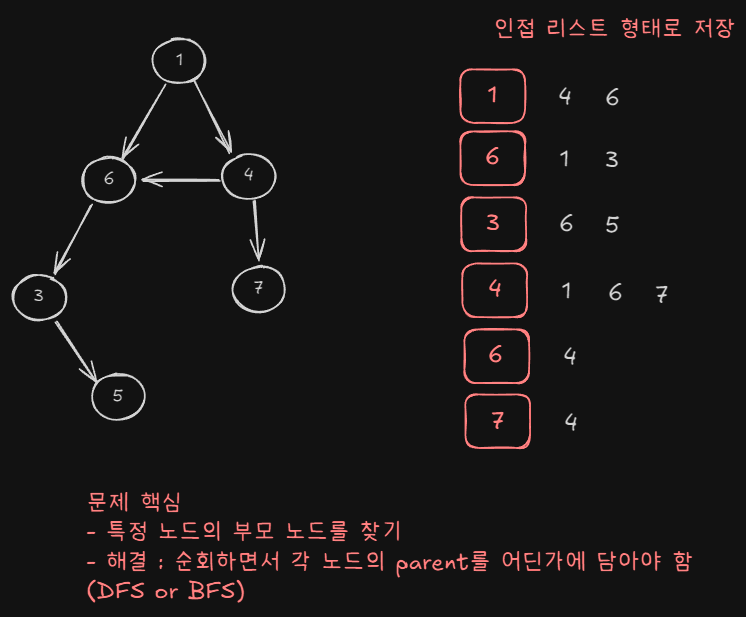 인접 리스트 형태로 저장
1
6
4
3
7
5
1 4 6
6 1 3
3 6 5
4 1 6 7
6 4
7 4
문제 핵심
- 특정 노드의 부모 노드를 찾기
- 해결 : 순회하면서 각 노드의 parent를 어딘가에 담아야 함
(DFS or BFS)